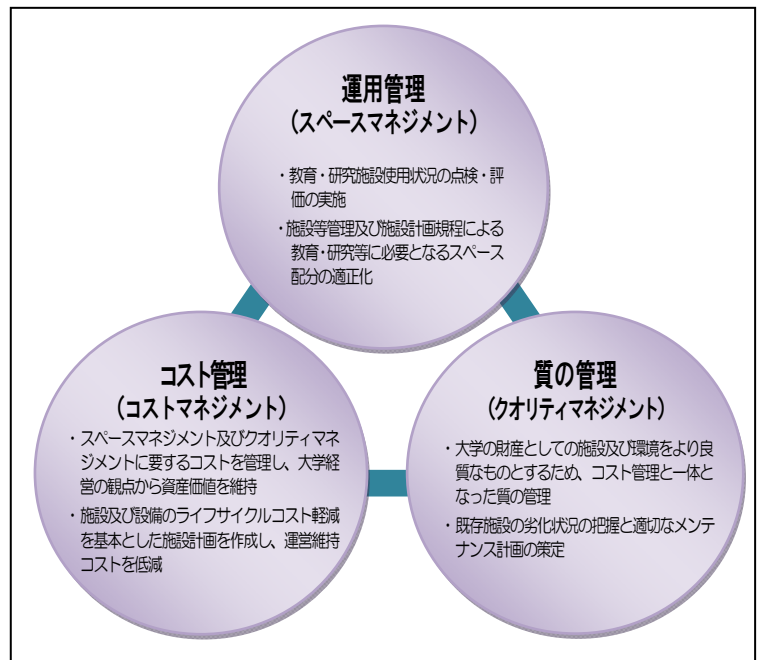 運用管理
（スペースマネジメント）
・教育・研究施設使用状況の点検・評
価の実施
・施設等管理及び施設計画規程による
教育・研究等に必要となるスペース
配分の適正化
コスト管理
（コストマネジメント）
・スペースマネジメント及びクオリティマネ
ジメントに要するコストを管理し、大学経
営の観点から資産価値を維持
・施設及び設備のライフサイクルコスト軽減
を基本とした施設計画を作成し、運営維持
コストを低減
質の管理
（クオリティマネジメント）
・大学の財産としての施設及び環境をより良
質なものとするため、コスト管理と一体と
なった質の管理
・既存施設の劣化状況の把握と適切なメンテ
ナンス計画の策定